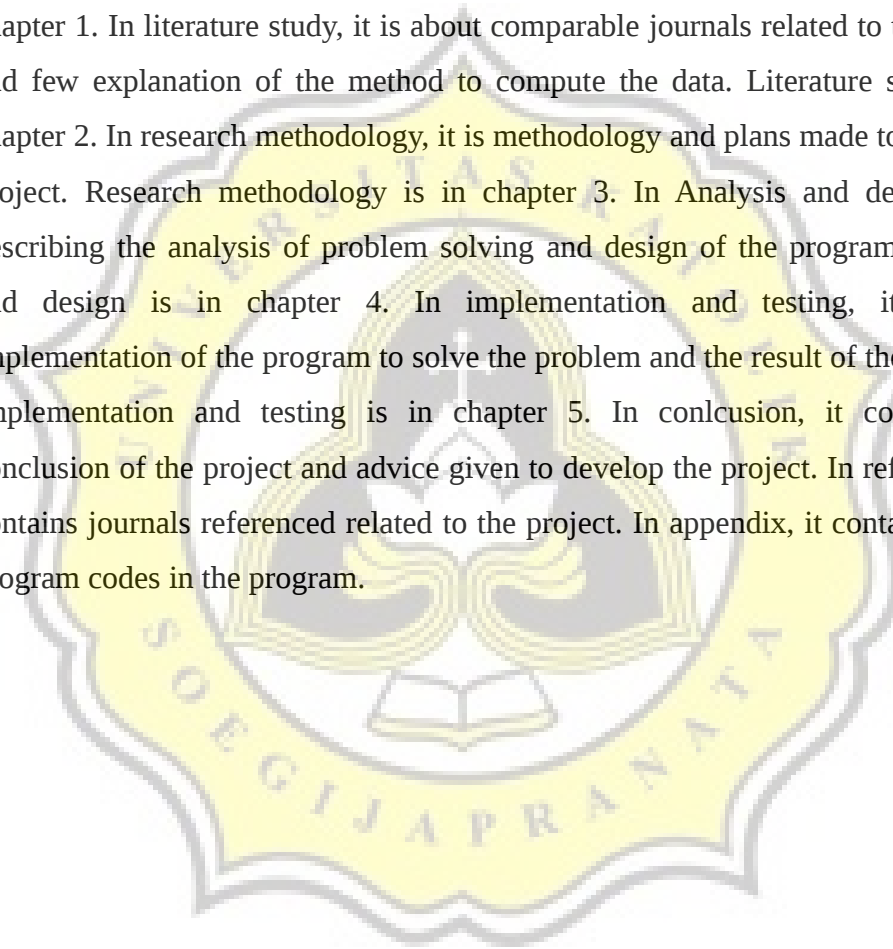 apter 1. In literature study, it is about comparable journals related to
d few explanation of the method to compute the data. Literature s
apter 2. In research methodology, it is methodology and plans made to
oject. Research methodology is in chapter 3. In Analysis and de
escribing the analysis of problem solving and design of the program
d design is in chapter 4. In implementation and testing, it
plementation of the program to solve the problem and the result of the
plementation and testing is in chapter 5. In conlcusion, it co
onclusion of the project and advice given to develop the project. In ref
ontains journals referenced related to the project. In appendix, it conta
ogram codes in the program.
UNIVERSITAS KATOLIK
SOEGIJAPRANATA